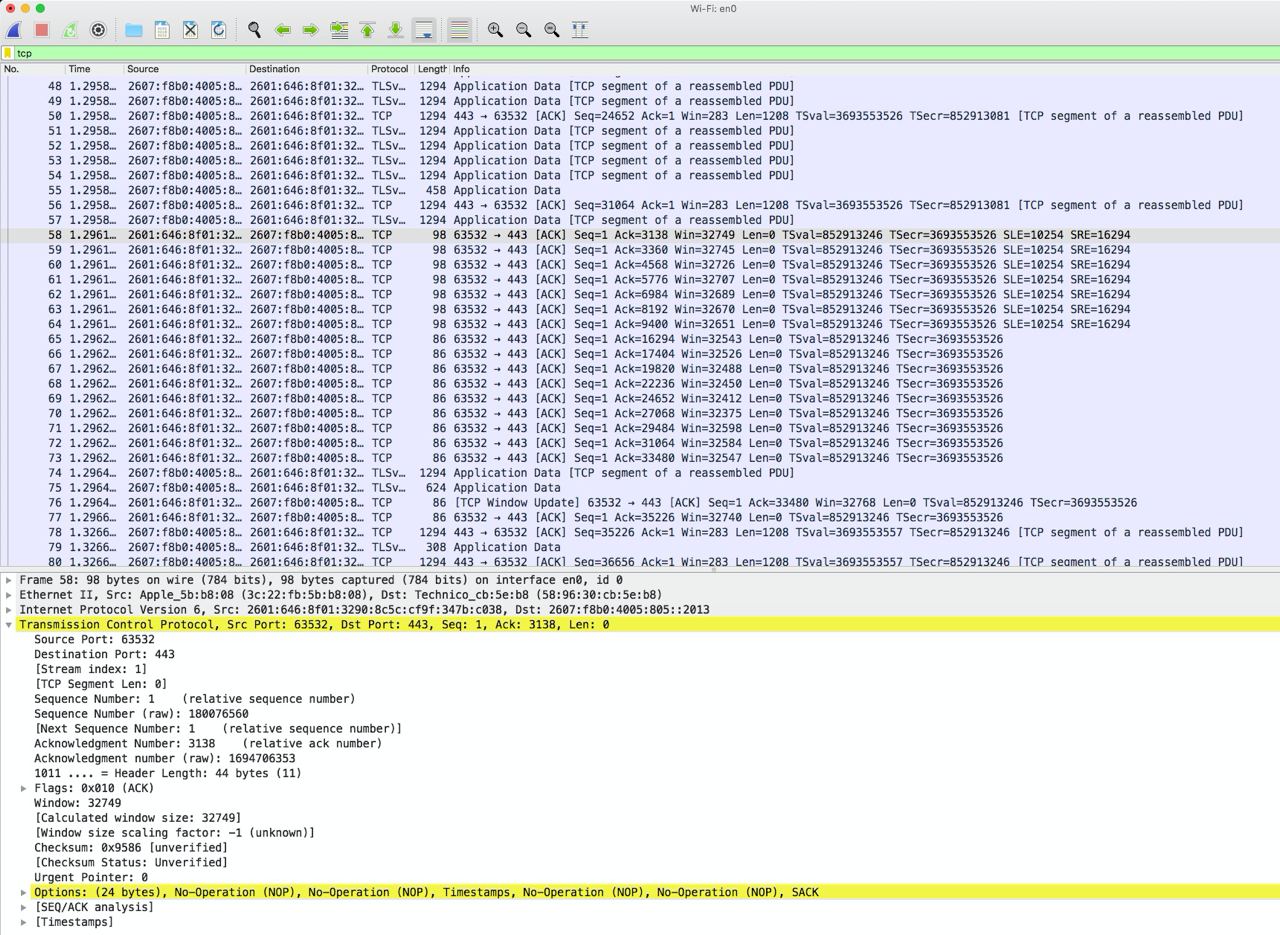 Wi-Fi: en0
tcp
No. Time Source Destination Protocol Length Info
48 1.2958… 2607:f8b0:4005:8… 2601:646:8f01:32… TLSv… 1294 Application Data [TCP segment of a reassembled PDU]
49 1.2958… 2607:f8b0:4005:8… 2601:646:8f01:32… TLSv… 1294 Application Data [TCP segment of a reassembled PDU]
50 1.2958… 2607:f8b0:4005:8… 2601:646:8f01:32… TCP 1294 443 → 63532 [ACK] Seq=24652 Ack=1 Win=283 Len=1208 TSval=3693553526 TSecr=852913081 [TCP segment of a reassembled PDU]
51 1.2958… 2607:f8b0:4005:8… 2601:646:8f01:32… TLSv… 1294 Application Data [TCP segment of a reassembled PDU]
52 1.2958… 2607:f8b0:4005:8… 2601:646:8f01:32… TLSv… 1294 Application Data [TCP segment of a reassembled PDU]
53 1.2958… 2607:f8b0:4005:8… 2601:646:8f01:32… TLSv… 1294 Application Data [TCP segment of a reassembled PDU]
54 1.2958… 2607:f8b0:4005:8… 2601:646:8f01:32… TLSv… 1294 Application Data [TCP segment of a reassembled PDU]
55 1.2958… 2607:f8b0:4005:8… 2601:646:8f01:32… TLSv… 458 Application Data
56 1.2958… 2607:f8b0:4005:8… 2601:646:8f01:32… TCP 1294 443 → 63532 [ACK] Seq=31064 Ack=1 Win=283 Len=1208 TSval=3693553526 TSecr=852913081 [TCP segment of a reassembled PDU]
57 1.2958… 2607:f8b0:4005:8… 2601:646:8f01:32… TLSv… 1294 Application Data [TCP segment of a reassembled PDU]
58 1.2961… 2601:646:8f01:32… 2607:f8b0:4005:8… TCP 98 63532 → 443 [ACK] Seq=1 Ack=3138 Win=32749 Len=0 TSval=852913246 TSecr=3693553526 SLE=10254 SRE=16294
59 1.2961… 2601:646:8f01:32… 2607:f8b0:4005:8… TCP 98 63532 → 443 [ACK] Seq=1 Ack=3360 Win=32745 Len=0 TSval=852913246 TSecr=3693553526 SLE=10254 SRE=16294
60 1.2961… 2601:646:8f01:32… 2607:f8b0:4005:8… TCP 98 63532 → 443 [ACK] Seq=1 Ack=4568 Win=32726 Len=0 TSval=852913246 TSecr=3693553526 SLE=10254 SRE=16294
61 1.2961… 2601:646:8f01:32… 2607:f8b0:4005:8… TCP 98 63532 → 443 [ACK] Seq=1 Ack=5776 Win=32707 Len=0 TSval=852913246 TSecr=3693553526 SLE=10254 SRE=16294
62 1.2961… 2601:646:8f01:32… 2607:f8b0:4005:8… TCP 98 63532 → 443 [ACK] Seq=1 Ack=6984 Win=32689 Len=0 TSval=852913246 TSecr=3693553526 SLE=10254 SRE=16294
63 1.2961… 2601:646:8f01:32… 2607:f8b0:4005:8… TCP 98 63532 → 443 [ACK] Seq=1 Ack=8192 Win=32670 Len=0 TSval=852913246 TSecr=3693553526 SLE=10254 SRE=16294
64 1.2961… 2601:646:8f01:32… 2607:f8b0:4005:8… TCP 98 63532 → 443 [ACK] Seq=1 Ack=9400 Win=32651 Len=0 TSval=852913246 TSecr=3693553526 SLE=10254 SRE=16294
65 1.2962… 2601:646:8f01:32… 2607:f8b0:4005:8… TCP 86 63532 → 443 [ACK] Seq=1 Ack=16294 Win=32543 Len=0 TSval=852913246 TSecr=3693553526
66 1.2962… 2601:646:8f01:32… 2607:f8b0:4005:8… TCP 86 63532 → 443 [ACK] Seq=1 Ack=17404 Win=32526 Len=0 TSval=852913246 TSecr=3693553526
67 1.2962… 2601:646:8f01:32… 2607:f8b0:4005:8… TCP 86 63532 → 443 [ACK] Seq=1 Ack=19820 Win=32488 Len=0 TSval=852913246 TSecr=3693553526
68 1.2962… 2601:646:8f01:32… 2607:f8b0:4005:8… TCP 86 63532 → 443 [ACK] Seq=1 Ack=22236 Win=32450 Len=0 TSval=852913246 TSecr=3693553526
69 1.2962… 2601:646:8f01:32… 2607:f8b0:4005:8… TCP 86 63532 → 443 [ACK] Seq=1 Ack=24652 Win=32412 Len=0 TSval=852913246 TSecr=3693553526
70 1.2962… 2601:646:8f01:32… 2607:f8b0:4005:8… TCP 86 63532 → 443 [ACK] Seq=1 Ack=27068 Win=32375 Len=0 TSval=852913246 TSecr=3693553526
71 1.2962… 2601:646:8f01:32… 2607:f8b0:4005:8… TCP 86 63532 → 443 [ACK] Seq=1 Ack=29484 Win=32598 Len=0 TSval=852913246 TSecr=3693553526
72 1.2962… 2601:646:8f01:32… 2607:f8b0:4005:8… TCP 86 63532 → 443 [ACK] Seq=1 Ack=31064 Win=32584 Len=0 TSval=852913246 TSecr=3693553526
73 1.2962… 2601:646:8f01:32… 2607:f8b0:4005:8… TCP 86 63532 → 443 [ACK] Seq=1 Ack=33480 Win=32547 Len=0 TSval=852913246 TSecr=3693553526
74 1.2964… 2607:f8b0:4005:8… 2601:646:8f01:32… TLSv… 1294 Application Data [TCP segment of a reassembled PDU]
75 1.2964… 2607:f8b0:4005:8… 2601:646:8f01:32… TLSv… 624 Application Data
76 1.2964… 2601:646:8f01:32… 2607:f8b0:4005:8… TCP 86 [TCP Window Update] 63532 → 443 [ACK] Seq=1 Ack=33480 Win=32768 Len=0 TSval=852913246 TSecr=3693553526
77 1.2966… 2601:646:8f01:32… 2607:f8b0:4005:8… TCP 86 63532 → 443 [ACK] Seq=1 Ack=35226 Win=32740 Len=0 TSval=852913246 TSecr=3693553526
78 1.3266… 2607:f8b0:4005:8… 2601:646:8f01:32… TCP 1294 443 → 63532 [ACK] Seq=35226 Ack=1 Win=283 Len=1208 TSval=3693553557 TSecr=852913246 [TCP segment of a reassembled PDU]
79 1.3266… 2607:f8b0:4005:8… 2601:646:8f01:32… TLSv… 308 Application Data
80 1.3266… 2607:f8b0:4005:8… 2601:646:8f01:32… TCP 1294 443 → 63532 [ACK] Seq=36656 Ack=1 Win=283 Len=1208 TSval=3693553557 TSecr=852913246 [TCP segment of a reassembled PDU]
Frame 58: 98 bytes on wire (784 bits), 98 bytes captured (784 bits) on interface en0, id 0
Ethernet II, Src: Apple_5b:b8:08 (3c:22:fb:5b:b8:08), Dst: Technico_cb:5e:b8 (58:96:30:cb:5e:b8)
Internet Protocol Version 6, Src: 2601:646:8f01:3290:8c5c:cf9f:347b:c038, Dst: 2607:f8b0:4005:805::2013
Transmission Control Protocol, Src Port: 63532, Dst Port: 443, Seq: 1, Ack: 3138, Len: 0
Source Port: 63532
Destination Port: 443
[Stream index: 1]
[TCP Segment Len: 0]
Sequence Number: 1 (relative sequence number)
Sequence Number (raw): 180076560
[Next Sequence Number: 1 (relative sequence number)]
Acknowledgment Number: 3138 (relative ack number)
Acknowledgment number (raw): 1694706353
1011 .... = Header Length: 44 bytes (11)
Flags: 0x010 (ACK)
Window: 32749
[Calculated window size: 32749]
[Window size scaling factor: -1 (unknown)]
Checksum: 0x9586 [unverified]
[Checksum Status: Unverified]
Urgent Pointer: 0
Options: (24 bytes), No-Operation (NOP), No-Operation (NOP), Timestamps, No-Operation (NOP), No-Operation (NOP), SACK
[SEQ/ACK analysis]
[Timestamps]